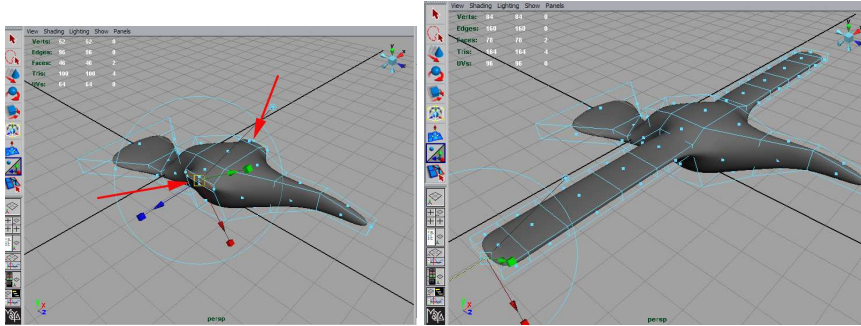 View Shading Lighting Show Panels
Verts: 52 52 0
Edges: 96 96 0
Faces: 46 46 2
Tris: 100 100 4
UVs: 64 64 0
y
x
z
persp
View Shading Lighting Show Panels
Verts: 84 84 0
Edges: 160 160 0
Faces: 78 78 2
Tris: 164 164 4
UVs: 96 96 0
y
x
z
persp